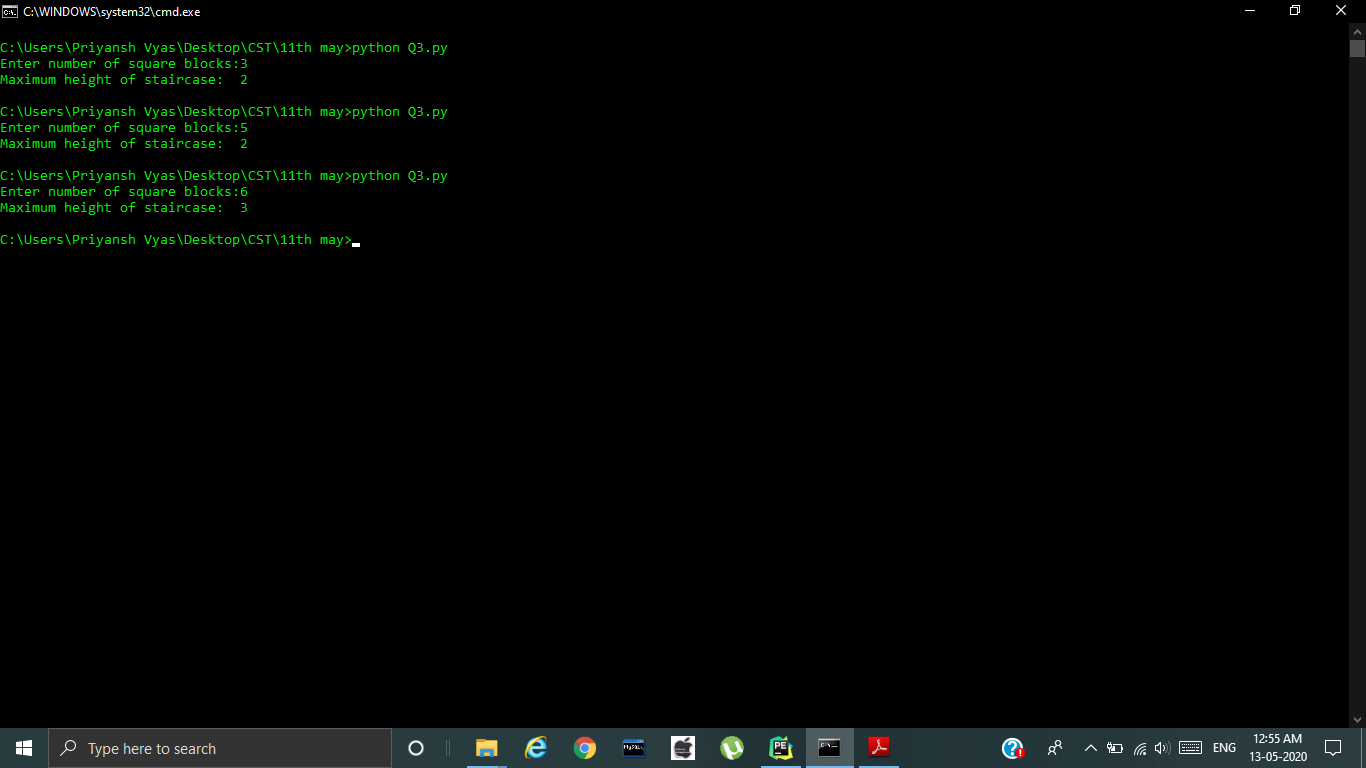 C:\WINDOWS\system32\cmd.exe
C:\Users\Priyansh Vyas\Desktop\CST\11th may>python Q3.py
Enter number of square blocks:3
Maximum height of staircase:  2
C:\Users\Priyansh Vyas\Desktop\CST\11th may>python Q3.py
Enter number of square blocks:5
Maximum height of staircase:  2
C:\Users\Priyansh Vyas\Desktop\CST\11th may>python Q3.py
Enter number of square blocks:6
Maximum height of staircase:  3
C:\Users\Priyansh Vyas\Desktop\CST\11th may>
Type here to search
MySQL
PE
ENG
12:55 AM
13-05-2020